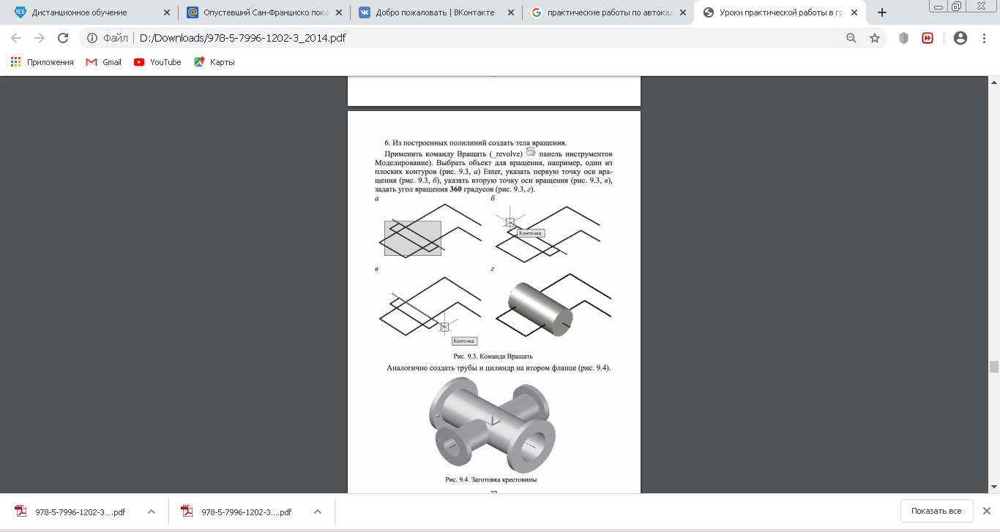 Дистанционное обучение
Опустевший Сан-Франциско пока
Добро пожаловать | ВКонтакте
практические работы по автокад
Уроки практической работы в гр
Файл | D:/Downloads/978-5-7996-1202-3_2014.pdf
Приложения Gmail YouTube Карты
6. Из построенных полилиний создать тела вращения.
Применить команду Вращать (_revolve) панель инструментов
Моделирование). Выбрать объект для вращения, например, один из
плоских контуров (рис. 9.3, а) Enter, указать первую точку оси вра-
щения (рис. 9.3, б), указать вторую точку оси вращения (рис. 9.3, в),
задать угол вращения 360 градусов (рис. 9.3, г).
а б
Конточка
в г
Конточка
Рис. 9.3. Команда Вращать
Аналогично создать трубы и цилиндр на втором фланце (рис. 9.4).
Рис. 9.4. Заготовка крестовины
978-5-7996-1202-3....pdf 978-5-7996-1202-3....pdf Показать все